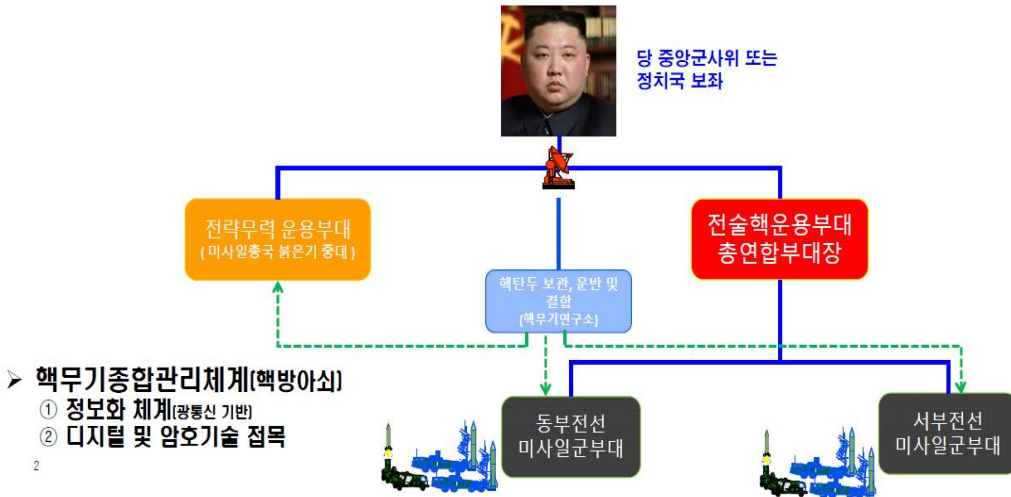 당 중앙군사위 또는
정치국 보좌
전략무력 운용부대
( 미사일총국 붉은기 중대 )
전술핵운용부대
총연합부대장
핵탄두 보관, 운반 및
결합
(핵무기연구소)
➢ 핵무기종합관리체계(핵방아쇠)
① 정보화 체계(광통신 기반)
② 디지털 및 암호기술 접목
동부전선
미사일군부대
서부전선
미사일군부대
2